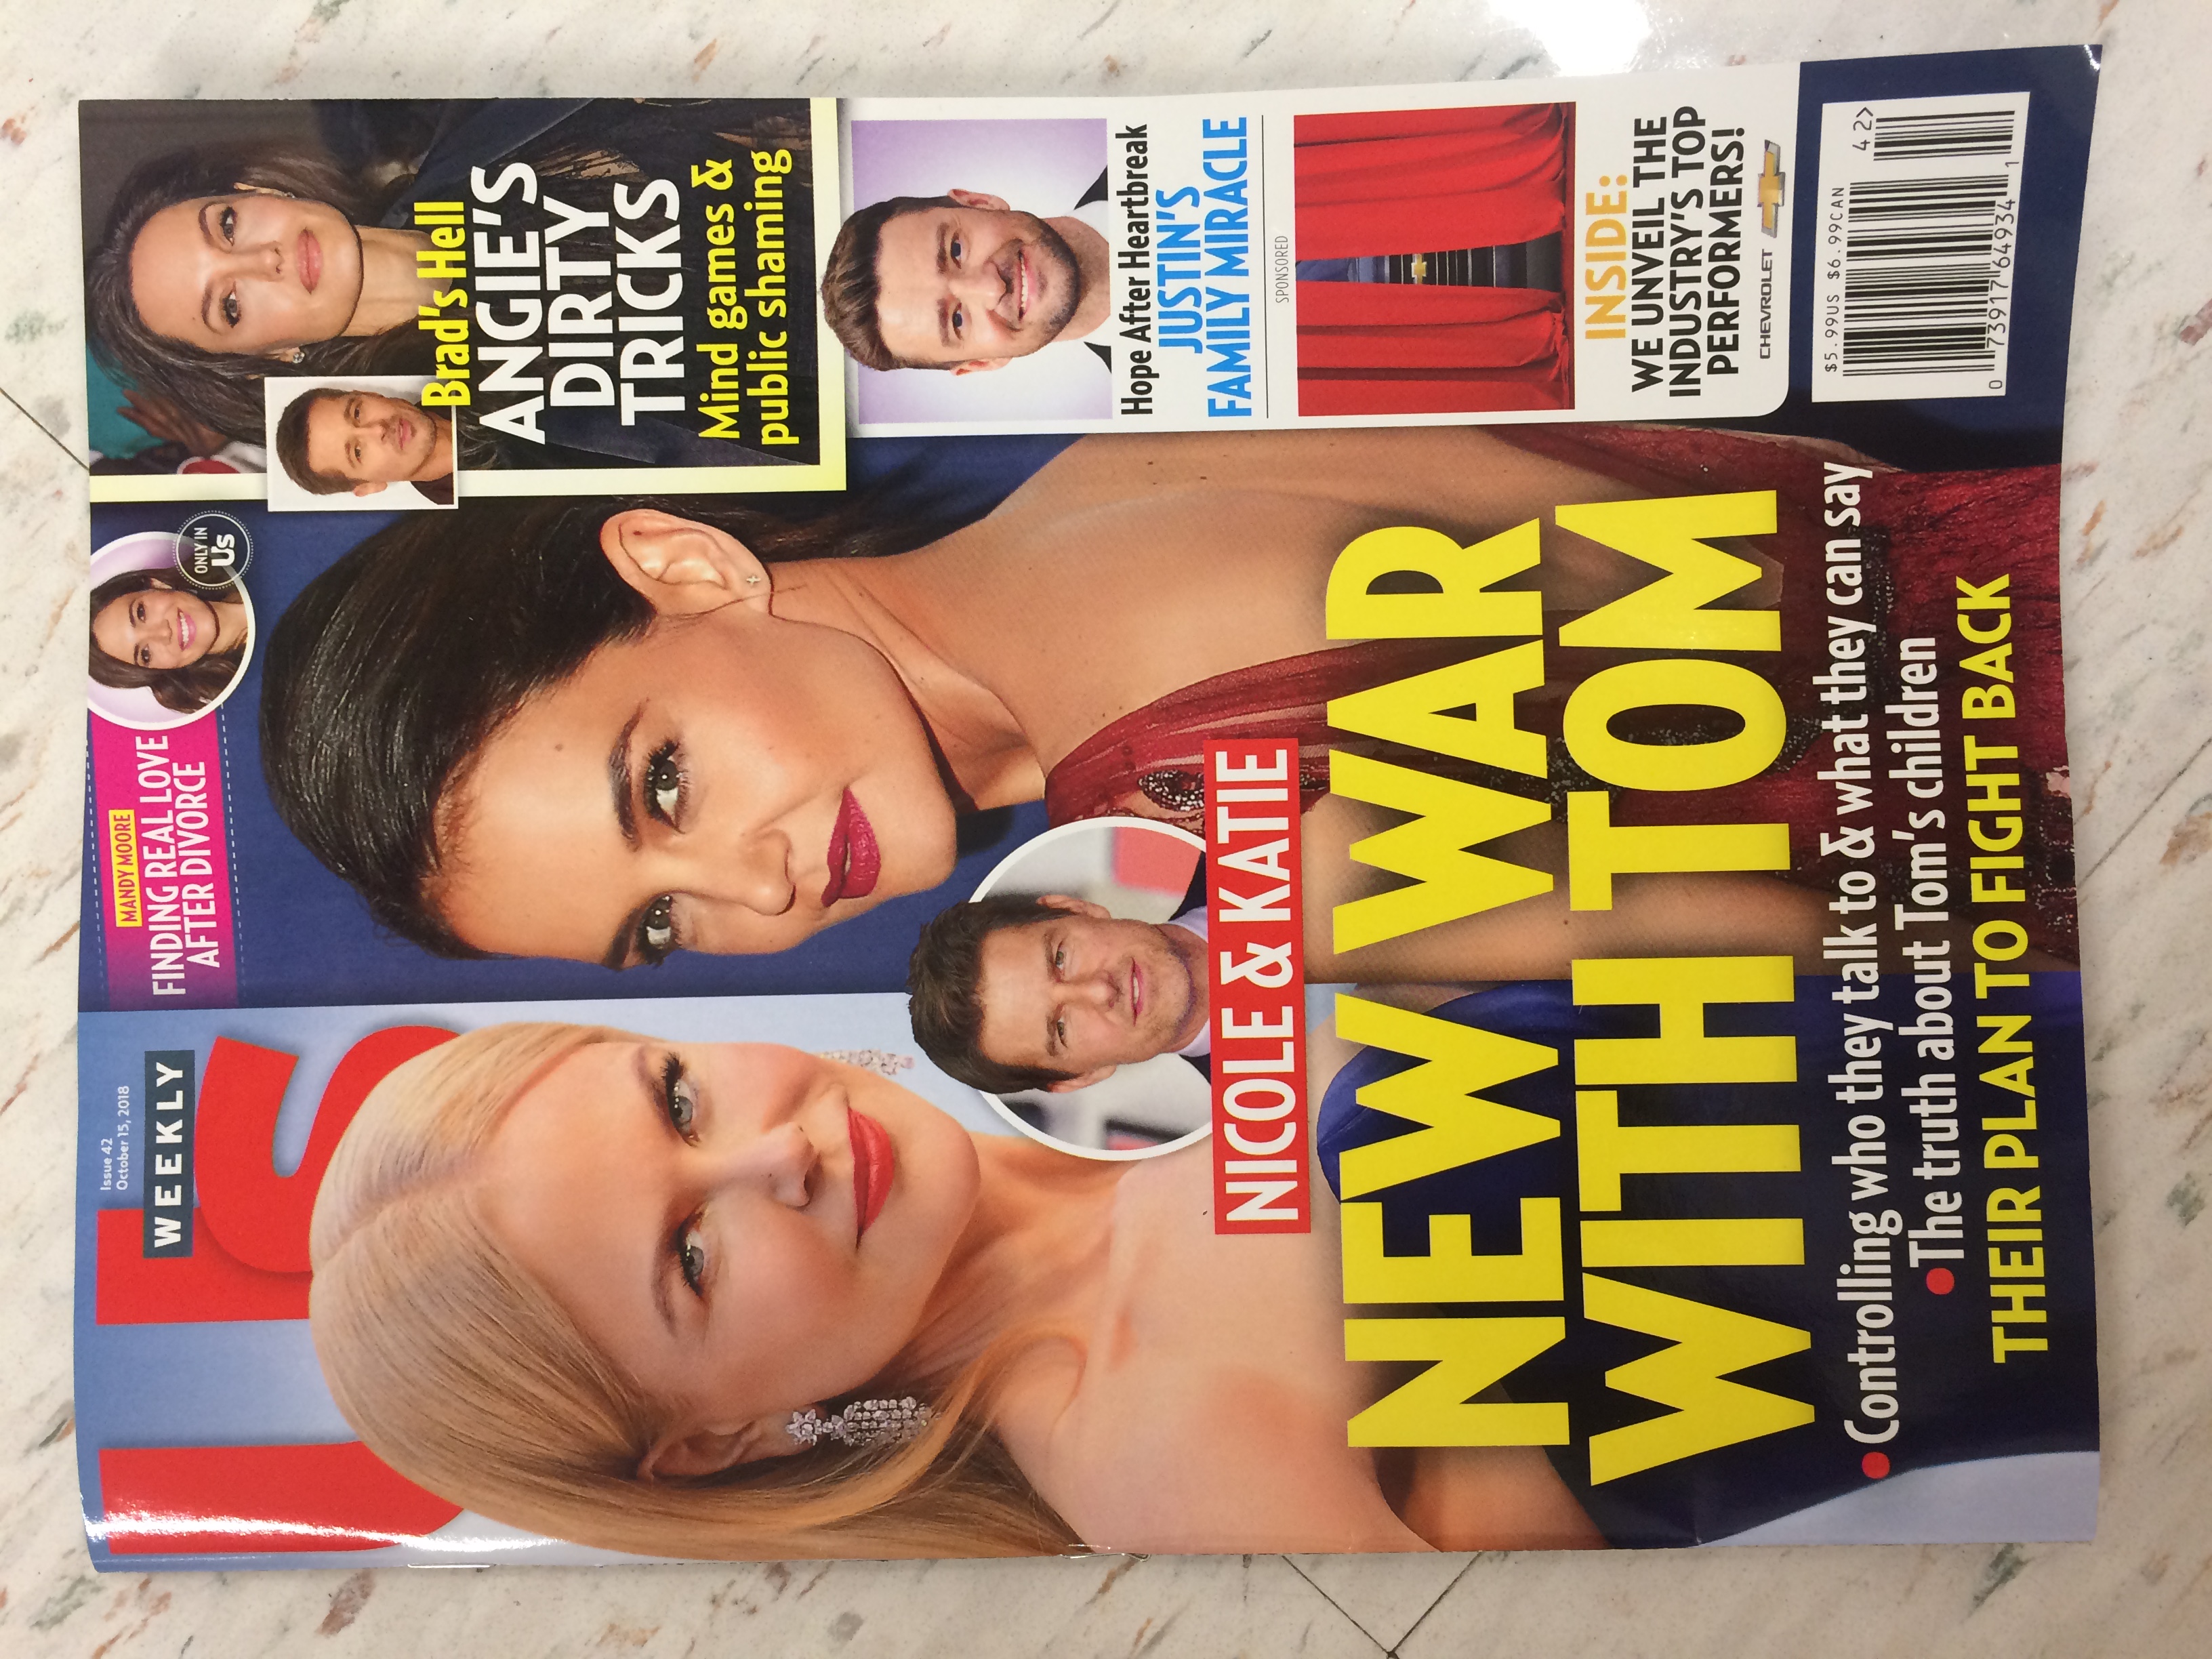 Us
WEEKLY
Issue 42
October 15, 2018
MANDY MOORE
FINDING REAL LOVE
AFTER DIVORCE
ONLY IN
Us
Brad's Hell
ANGIE'S
DIRTY
TRICKS
Mind games &
public shaming
Hope After Heartbreak
JUSTIN'S
FAMILY MIRACLE
SPONSORED
INSIDE:
WE UNVEIL THE
INDUSTRY'S TOP
PERFORMERS!
CHEVROLET
NICOLE & KATIE
NEW WAR
WITH TOM
•Controlling who they talk to & what they can say
•The truth about Tom's children
THEIR PLAN TO FIGHT BACK
$5.99US $6.99CAN
42>
0 73917 64934 1